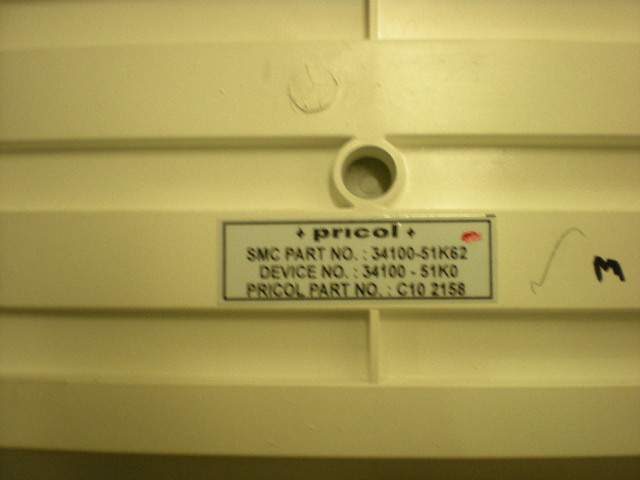 pricol
SMC PART NO. : 34100-51K62
DEVICE NO. : 34100 - 51K0
PRICOL PART NO. : C10 2158
M